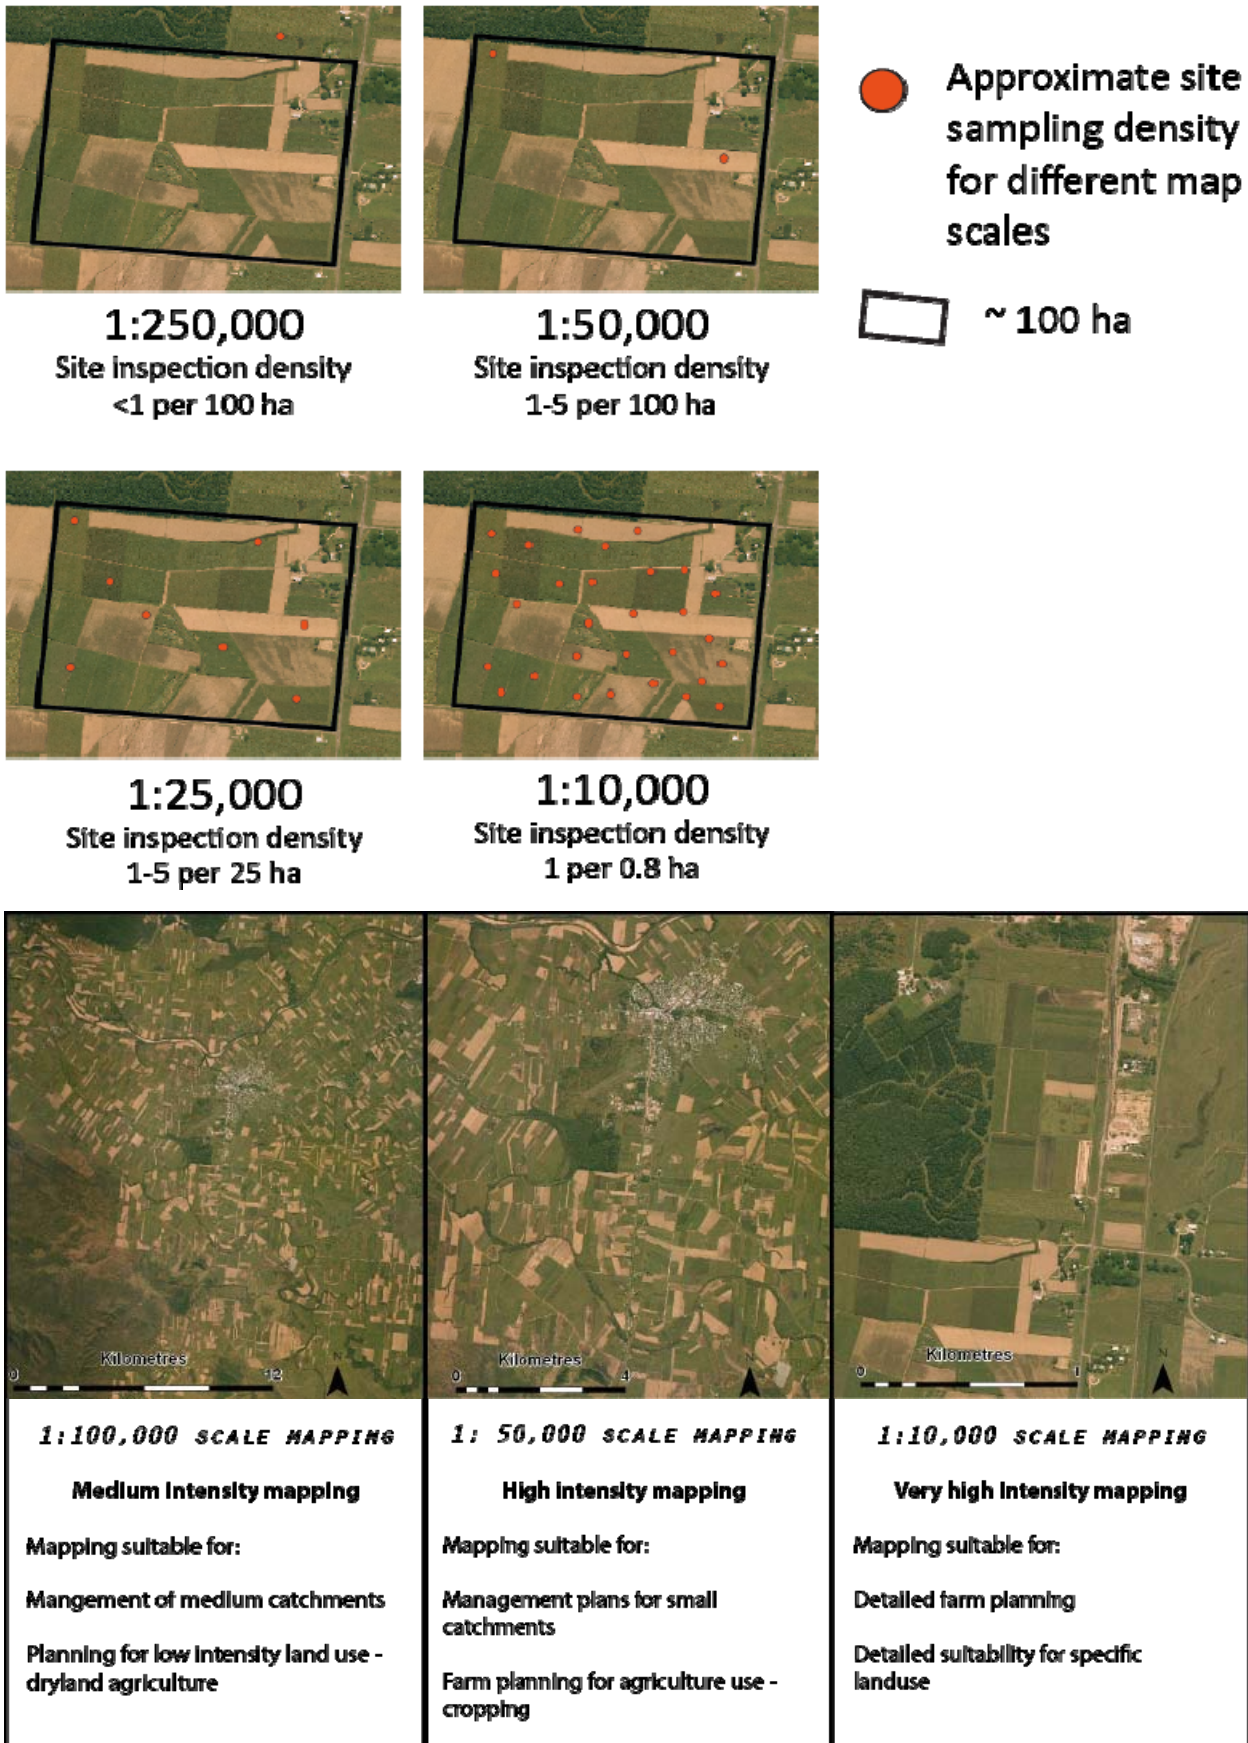 1:250,000
Site inspection density
<1 per 100 ha
1:50,000
Site inspection density
1-5 per 100 ha
Approximate site
sampling density
for different map
scales
~ 100 ha
1:25,000
Site inspection density
1-5 per 25 ha
1:10,000
Site inspection density
1 per 0.8 ha
Kilometres
0 12
N
1:100,000 SCALE MAPPING
Medium intensity mapping
Mapping suitable for:
Mangement of medium catchments
Planning for low intensity land use -
dryland agriculture
Kilometres
0 4
N
1: 50,000 SCALE MAPPING
High intensity mapping
Mapping suitable for:
Management plans for small
catchments
Farm planning for agriculture use -
cropping
Kilometres
0 1
N
1:10,000 SCALE MAPPING
Very high intensity mapping
Mapping suitable for:
Detailed farm planning
Detailed suitability for specific
landuse